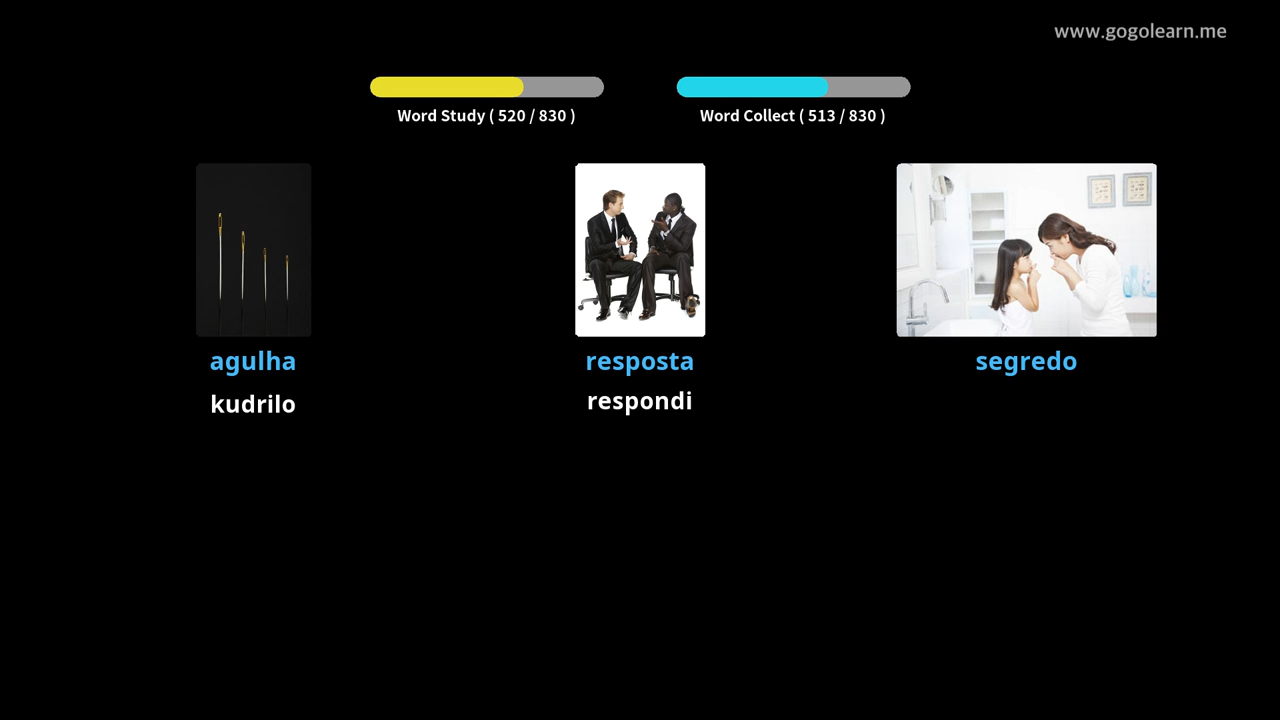 www.gogolearn.me
Word Study ( 520 / 830 )
Word Collect ( 513 / 830 )
agulha
resposta
segredo
kudrilo
respondi